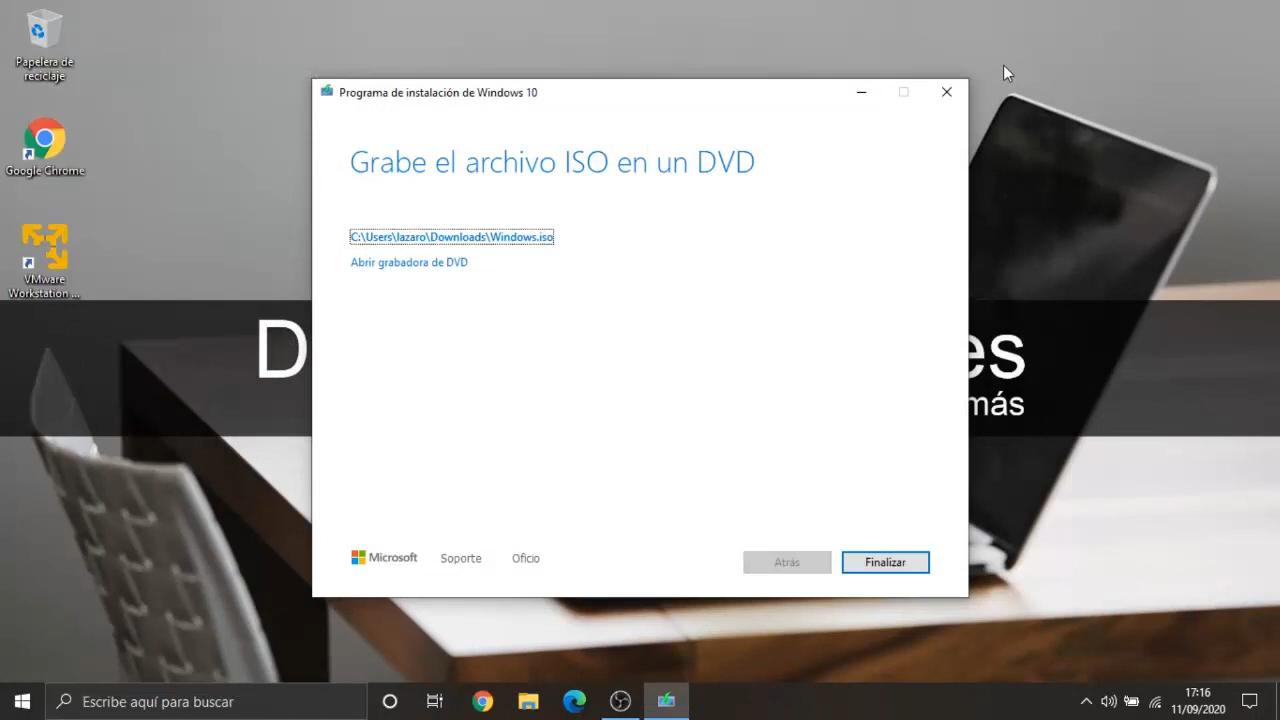 Papelera de
reciclaje
Google Chrome
VMware
Workstation ...
Programa de instalación de Windows 10
Grabe el archivo ISO en un DVD
C:\Users\lazaro\Downloads\Windows.iso
Abrir grabadora de DVD
D
es
más
Microsoft
Soporte
Oficio
Atrás
Finalizar
Escribe aquí para buscar
17:16
11/09/2020